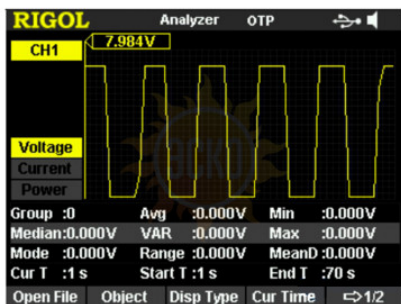 RIGOL Analyzer OTP
CH1 7.984V
Voltage
Current
Power
Group :0 Avg :0.000V Min :0.000V
Median:0.000V VAR :0.000V Max :0.000V
Mode :0.000V Range :0.000V MeanD:0.000V
Cur T :1 s Start T :1 s End T :70 s
Open File Object Disp Type Cur Time ⇨1/2